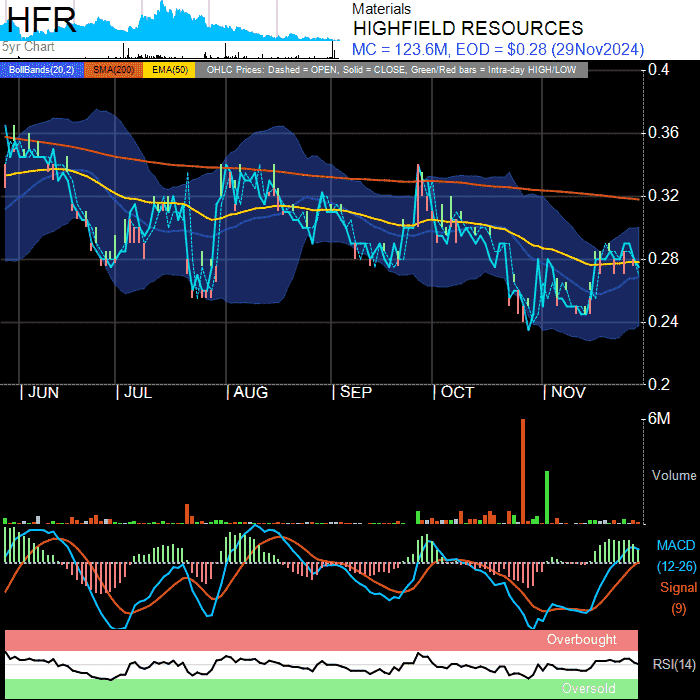 HFR
5yr Chart
Materials
HIGHFIELD RESOURCES
MC = 123.6M, EOD = $0.28 (29Nov2024)
BollBands(20,2) SMA(200) EMA(50) OHLC Prices: Dashed = OPEN, Solid = CLOSE, Green/Red bars = Intra-day HIGH/LOW
0.4
0.36
0.32
0.28
0.24
0.2
| JUN | JUL | AUG | SEP | OCT | NOV
6M
Volume
MACD
(12-26)
Signal
(9)
Overbought
RSI(14)
Oversold